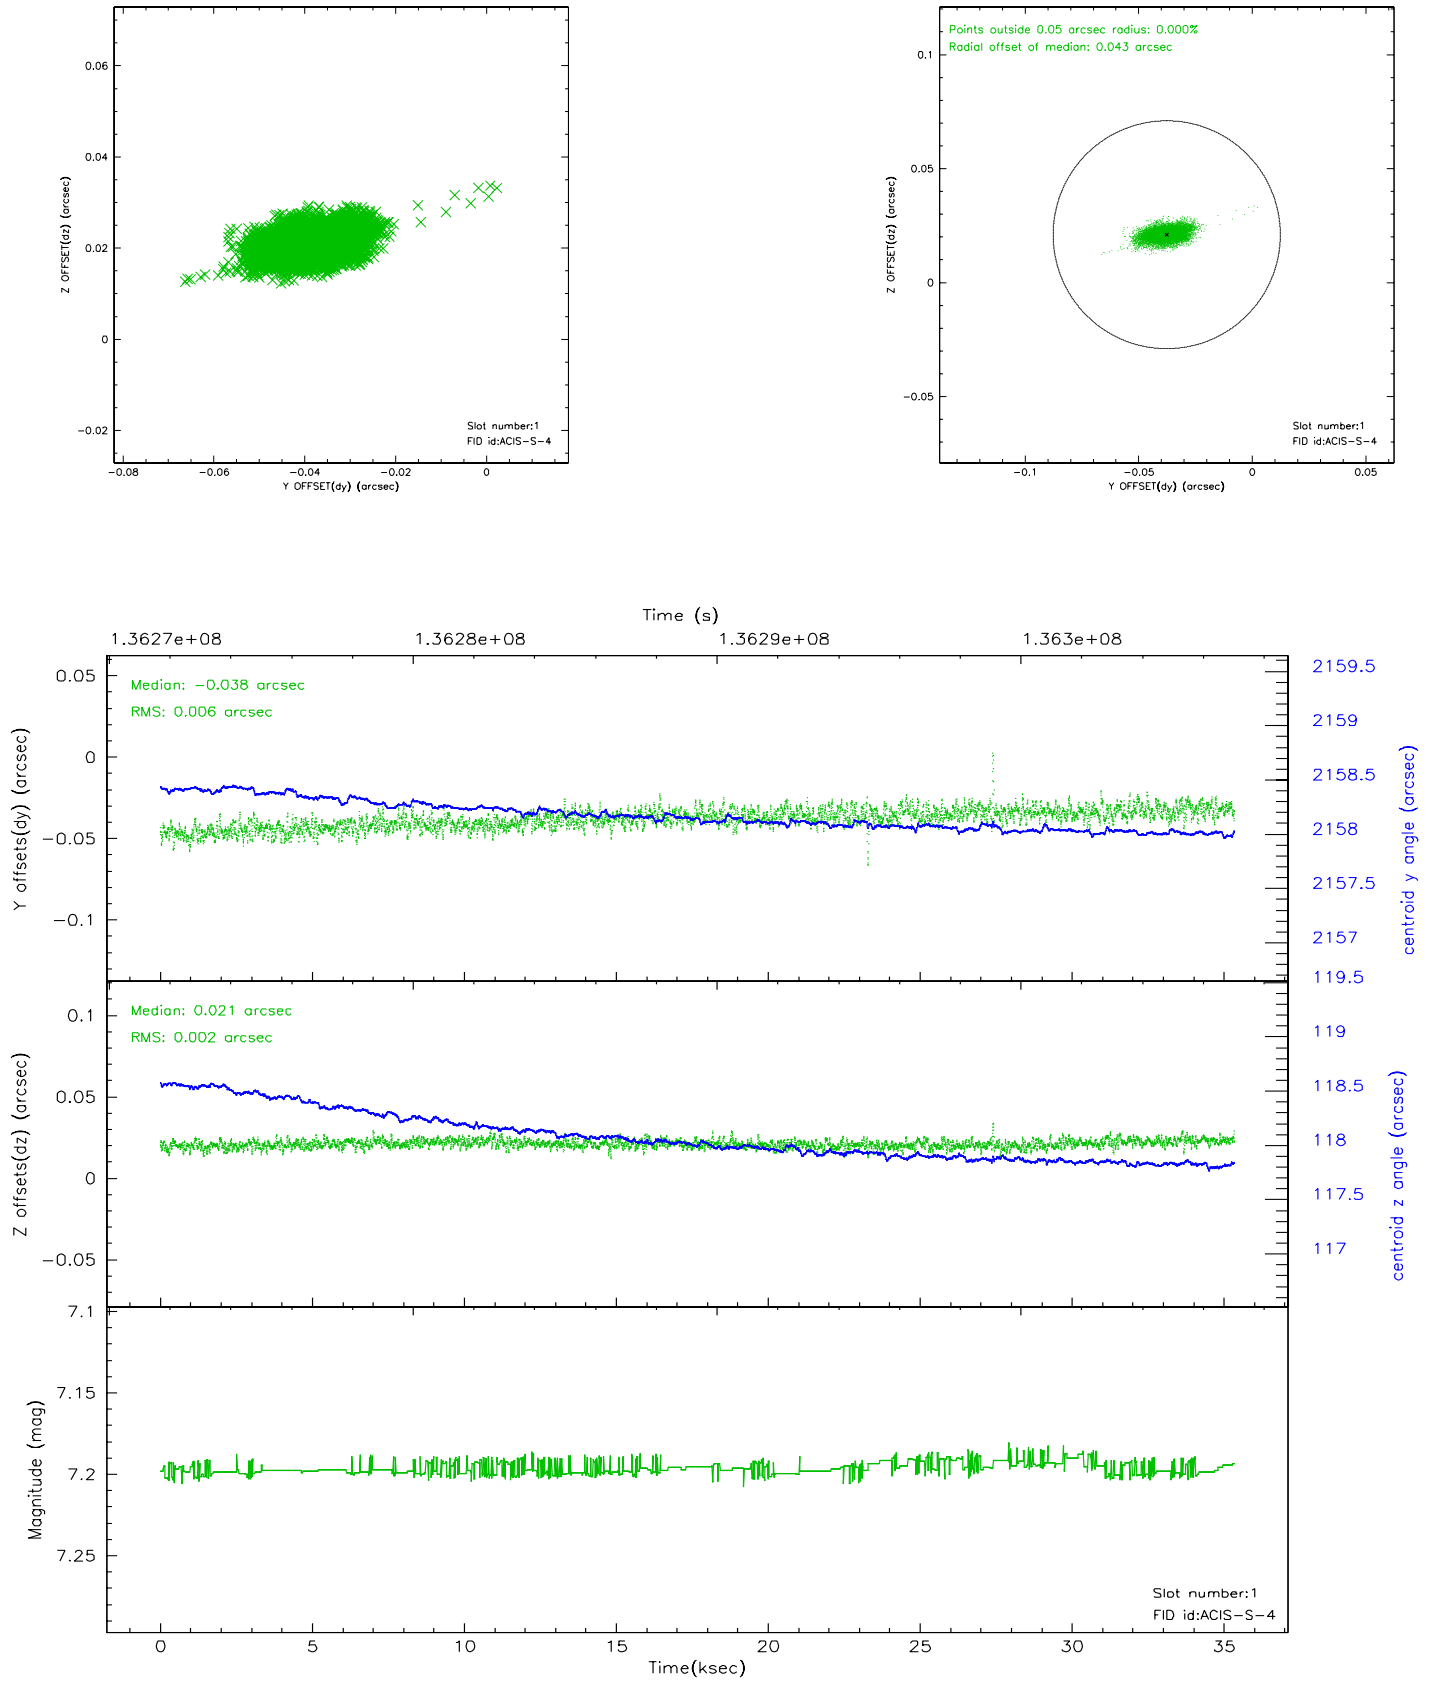 0.06
0.04
0.02
0
−0.02
Z OFFSET(dz) (arcsec)
Slot number:1
FID id:ACIS−S−4
−0.08
−0.06
−0.04
−0.02
0
Y OFFSET(dy) (arcsec)
Points outside 0.05 arcsec radius: 0.000%
Radial offset of median: 0.043 arcsec
0.1
0.05
0
−0.05
Z OFFSET(dz) (arcsec)
Slot number:1
FID id:ACIS−S−4
−0.1
−0.05
0
0.05
Y OFFSET(dy) (arcsec)
Time (s)
1.3627e+08
1.3628e+08
1.3629e+08
1.363e+08
Median: −0.038 arcsec
RMS: 0.006 arcsec
0.05
0
−0.05
−0.1
Y offsets(dy) (arcsec)
2159.5
2159
2158.5
2158
2157.5
2157
centroid y angle (arcsec)
Median: 0.021 arcsec
RMS: 0.002 arcsec
0.1
0.05
0
−0.05
Z offsets(dz) (arcsec)
119.5
119
118.5
118
117.5
117
centroid z angle (arcsec)
7.1
7.15
7.2
7.25
Magnitude (mag)
Slot number:1
FID id:ACIS−S−4
0
5
10
15
20
25
30
35
Time(ksec)